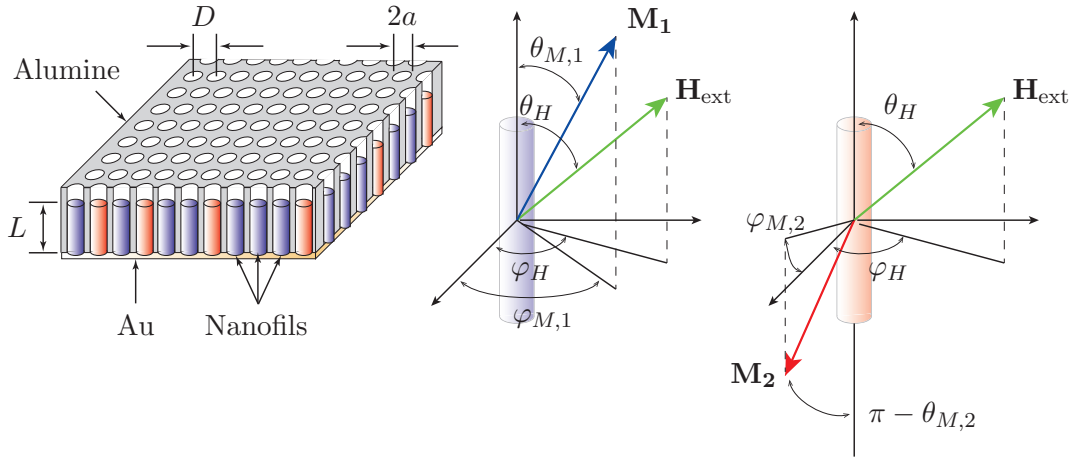 D
2a
Alumine
L
Au
Nanofils
M₁
θ_{M,1}
θ_H
H_ext
φ_H
φ_{M,1}
θ_H
H_ext
φ_{M,2}
φ_H
M₂
π − θ_{M,2}